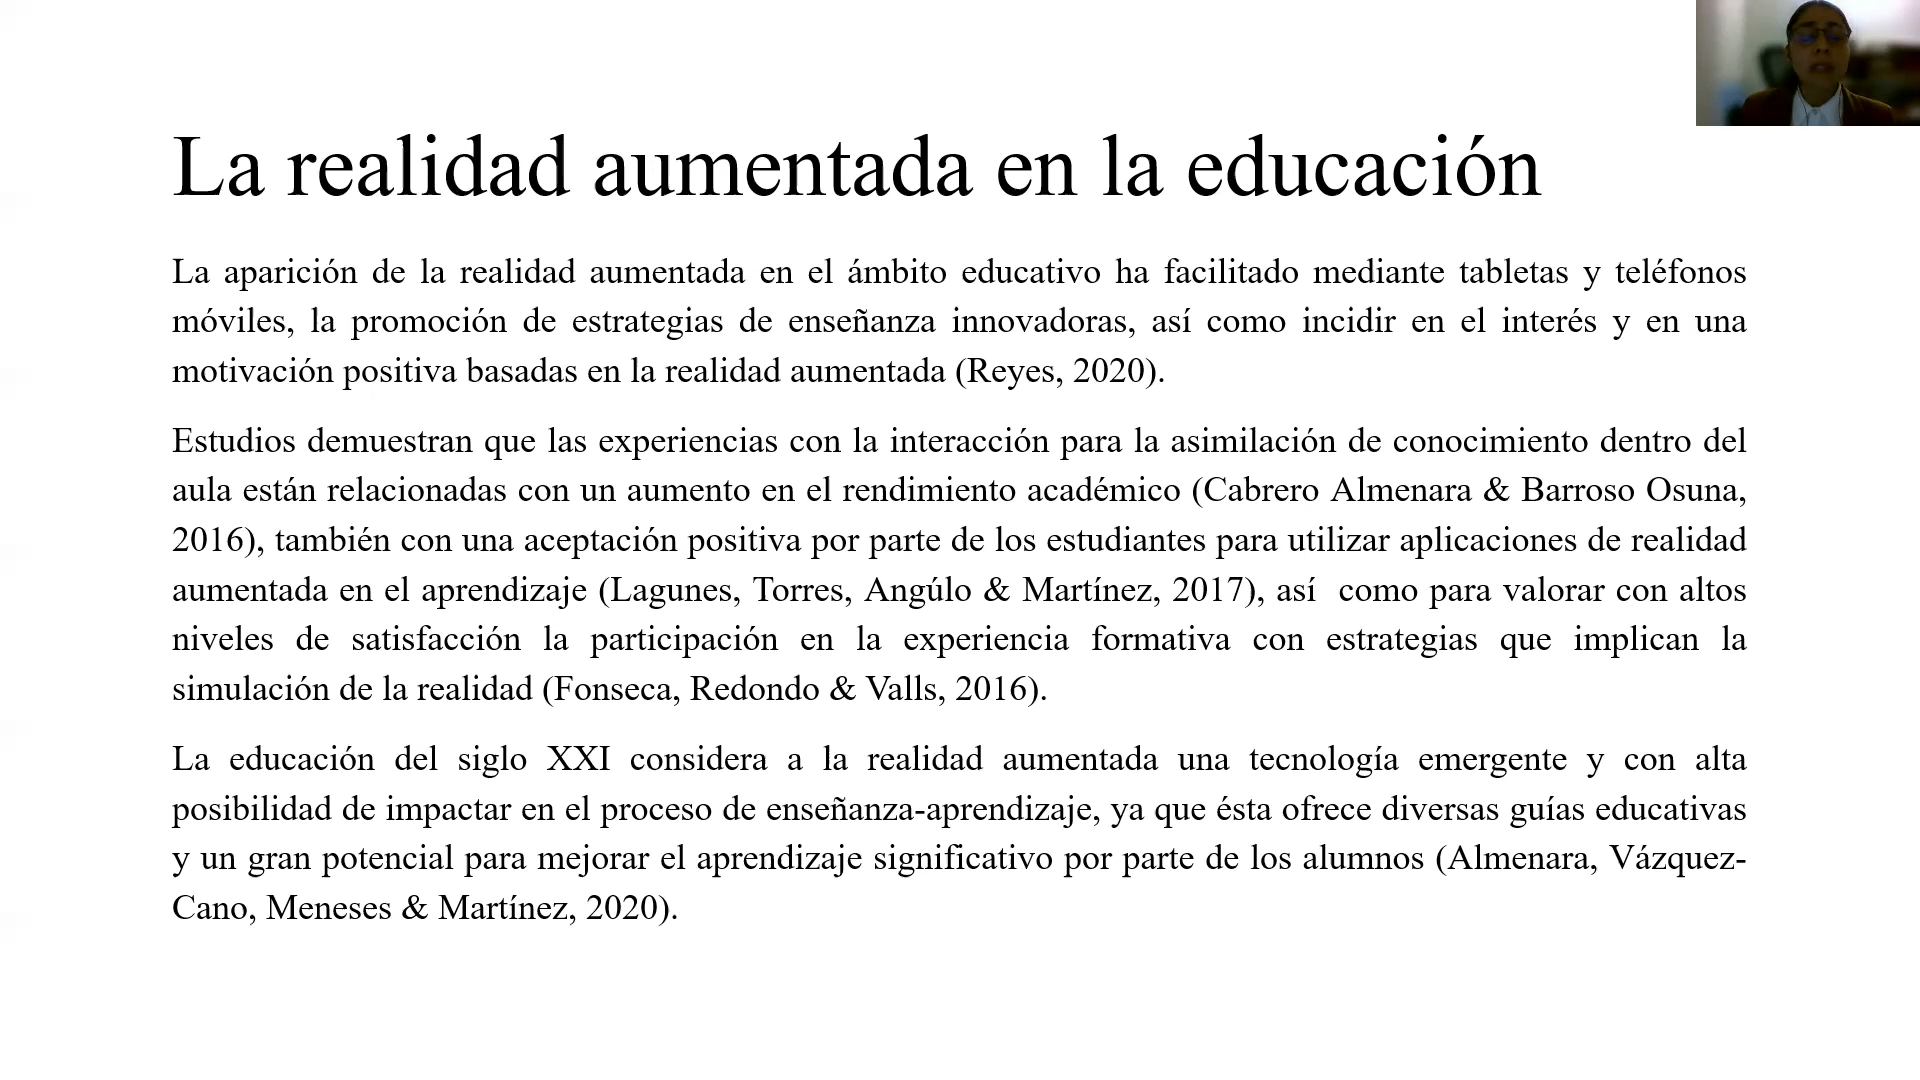 La realidad aumentada en la educación
La aparición de la realidad aumentada en el ámbito educativo ha facilitado mediante tabletas y teléfonos
móviles, la promoción de estrategias de enseñanza innovadoras, así como incidir en el interés y en una
motivación positiva basadas en la realidad aumentada (Reyes, 2020).
Estudios demuestran que las experiencias con la interacción para la asimilación de conocimiento dentro del
aula están relacionadas con un aumento en el rendimiento académico (Cabrero Almenara & Barroso Osuna,
2016), también con una aceptación positiva por parte de los estudiantes para utilizar aplicaciones de realidad
aumentada en el aprendizaje (Lagunes, Torres, Angúlo & Martínez, 2017), así  como para valorar con altos
niveles de satisfacción la participación en la experiencia formativa con estrategias que implican la
simulación de la realidad (Fonseca, Redondo & Valls, 2016).
La educación del siglo XXI considera a la realidad aumentada una tecnología emergente y con alta
posibilidad de impactar en el proceso de enseñanza-aprendizaje, ya que ésta ofrece diversas guías educativas
y un gran potencial para mejorar el aprendizaje significativo por parte de los alumnos (Almenara, Vázquez-
Cano, Meneses & Martínez, 2020).